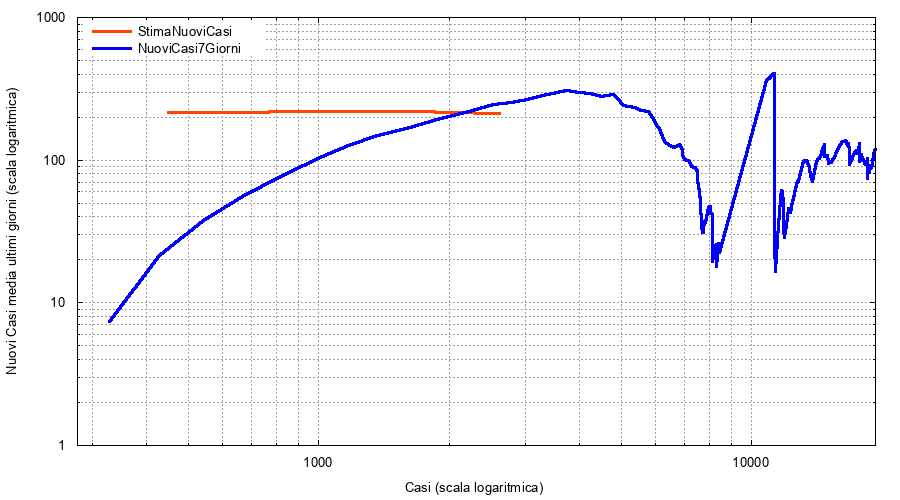 1000
StimaNuoviCasi
NuoviCasi7Giorni
100
10
1
1000
10000
Nuovi Casi media ultimi giorni (scala logaritmica)
Casi (scala logaritmica)